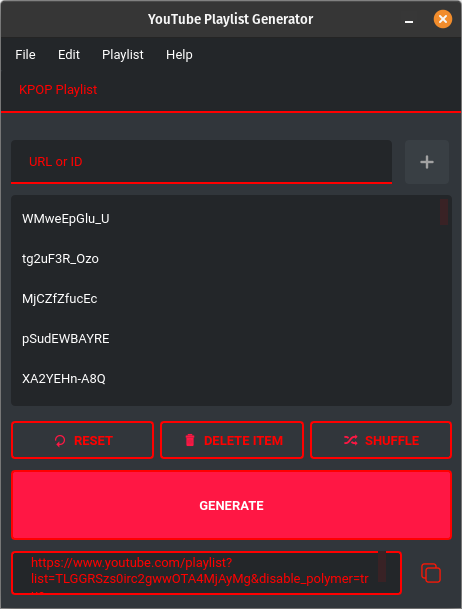 YouTube Playlist Generator
File Edit Playlist Help
KPOP Playlist
URL or ID
WMweEpGlu_U
tg2uF3R_Ozo
MjCZfZfucEc
pSudEWBAYRE
XA2YEHn-A8Q
RESET DELETE ITEM SHUFFLE
GENERATE
https://www.youtube.com/playlist?
list=TLGGRSzs0irc2gwwOTA4MjAyMg&disable_polymer=tr